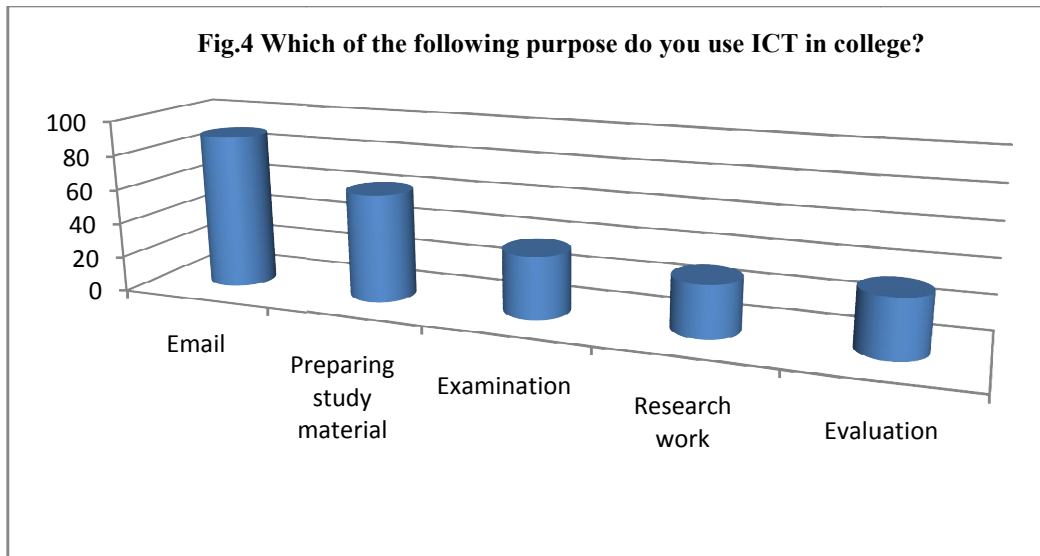 Fig.4 Which of the following purpose do you use ICT in college?
100
80
60
40
20
0
Email
Preparing
study
material
Examination
Research
work
Evaluation